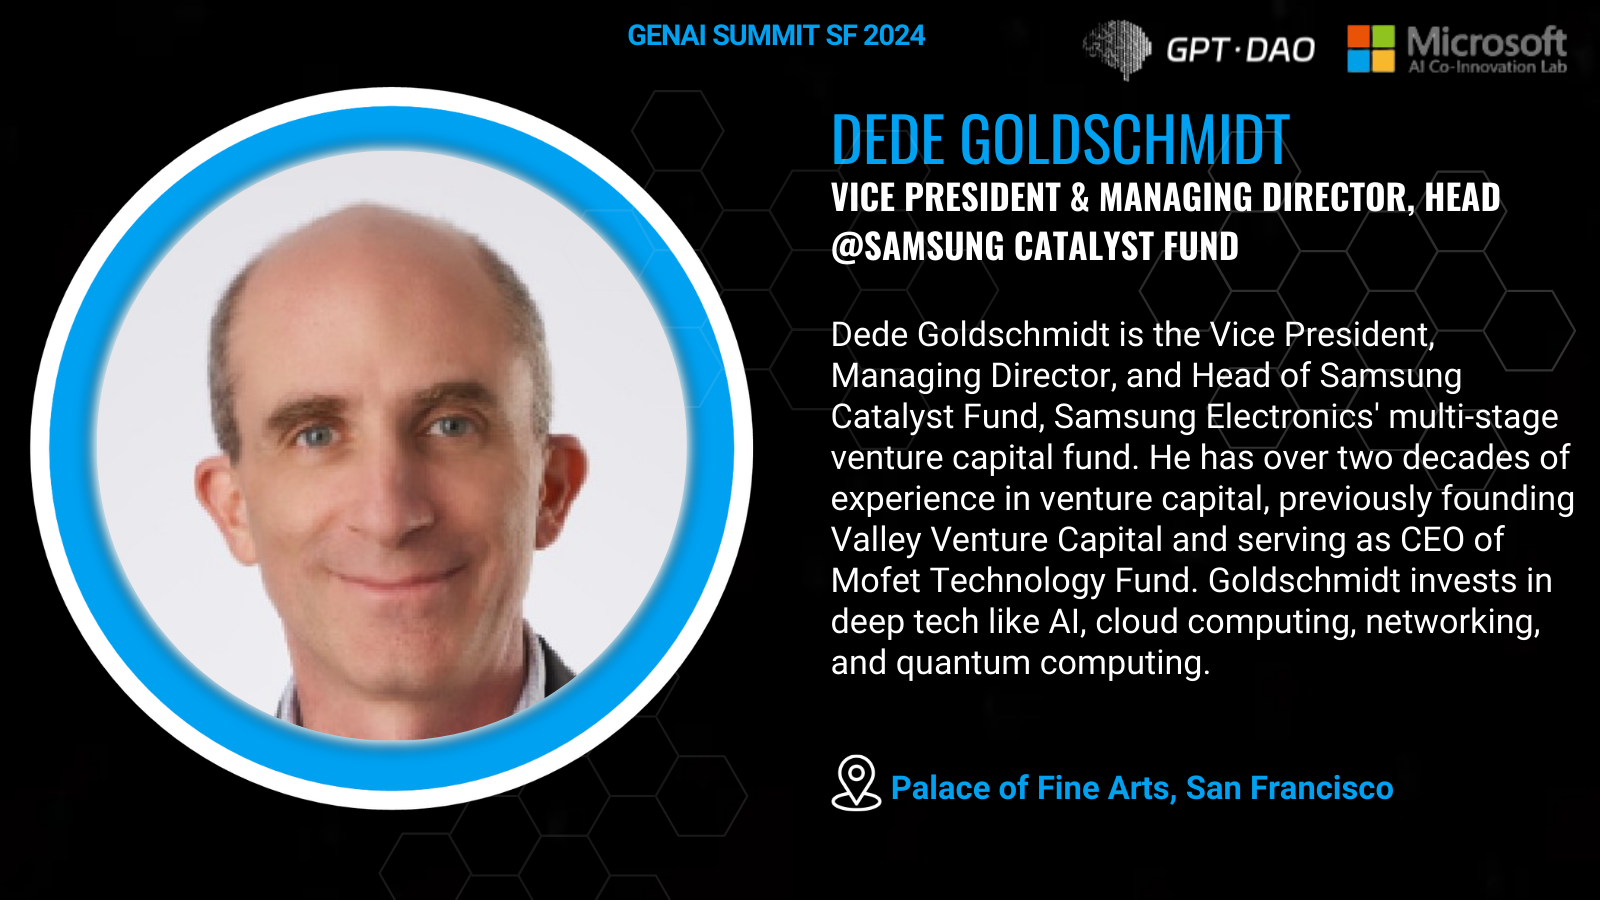 GENAI SUMMIT SF 2024
GPT·DAO
Microsoft
AI Co-Innovation Lab
DEDE GOLDSCHMIDT
VICE PRESIDENT & MANAGING DIRECTOR, HEAD
@SAMSUNG CATALYST FUND
Dede Goldschmidt is the Vice President,
Managing Director, and Head of Samsung
Catalyst Fund, Samsung Electronics' multi-stage
venture capital fund. He has over two decades of
experience in venture capital, previously founding
Valley Venture Capital and serving as CEO of
Mofet Technology Fund. Goldschmidt invests in
deep tech like AI, cloud computing, networking,
and quantum computing.
Palace of Fine Arts, San Francisco